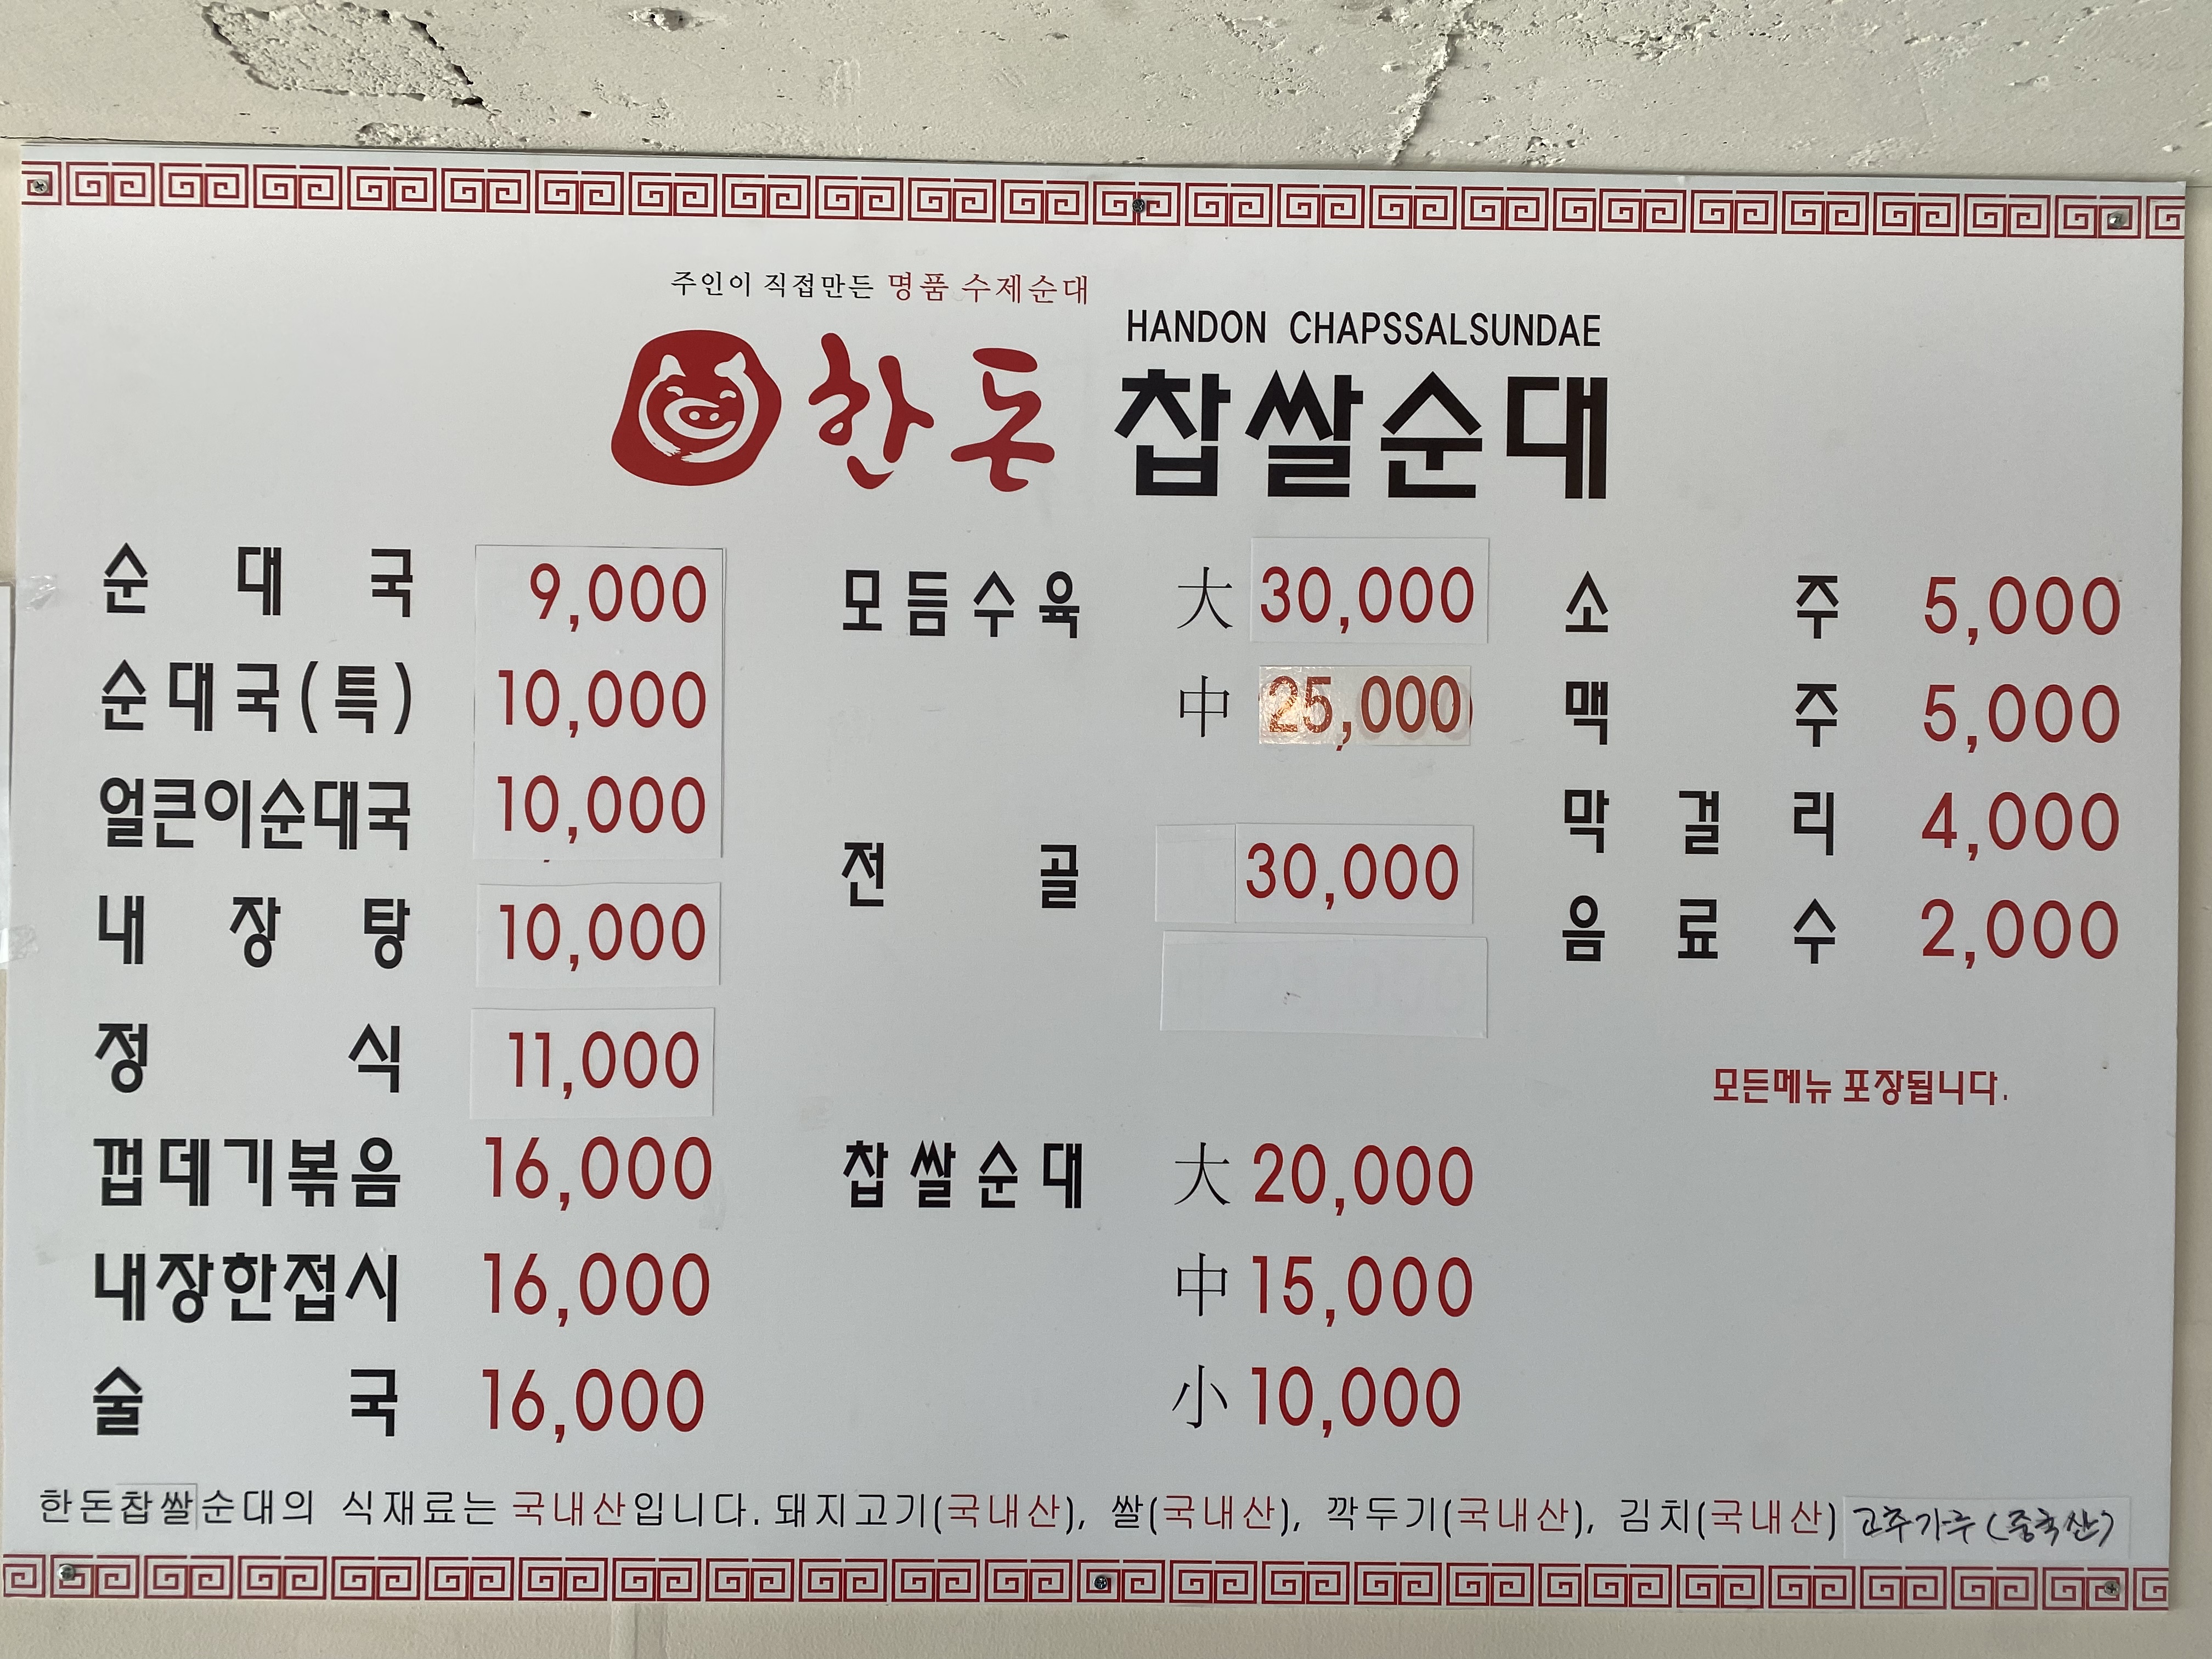 주인이 직접만든 명품 수제순대
HANDON CHAPSSALSUNDAE
한돈 찹쌀순대
순대국 9,000
순대국(특) 10,000
얼큰이순대국 10,000
내장탕 10,000
정식 11,000
껍데기볶음 16,000
내장한접시 16,000
술국 16,000
모듬수육 大 30,000
中 25,000
전골 30,000
찹쌀순대 大 20,000
中 15,000
小 10,000
소주 5,000
맥주 5,000
막걸리 4,000
음료수 2,000
모든메뉴 포장됩니다.
한돈찹쌀순대의 식재료는 국내산입니다. 돼지고기(국내산), 쌀(국내산), 깍두기(국내산), 김치(국내산) 고추가루(중국산)